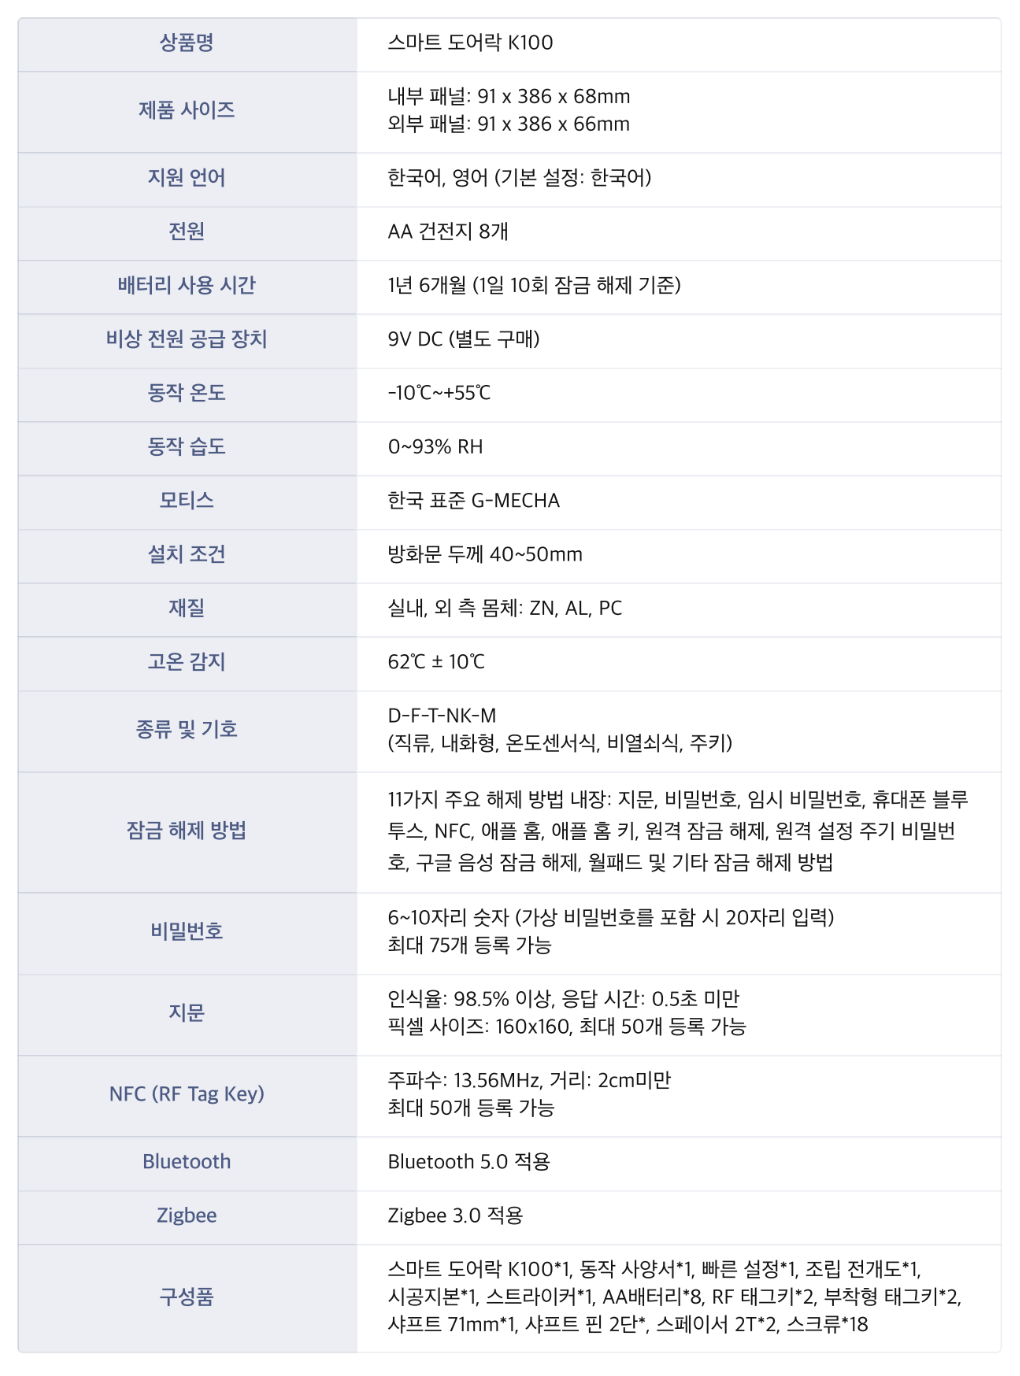 상품명
스마트 도어락 K100
제품 사이즈
내부 패널: 91 x 386 x 68mm
외부 패널: 91 x 386 x 66mm
지원 언어
한국어, 영어 (기본 설정: 한국어)
전원
AA 건전지 8개
배터리 사용 시간
1년 6개월 (1일 10회 잠금 해제 기준)
비상 전원 공급 장치
9V DC (별도 구매)
동작 온도
-10℃~+55℃
동작 습도
0~93% RH
모티스
한국 표준 G-MECHA
설치 조건
방화문 두께 40~50mm
재질
실내, 외 측 몸체: ZN, AL, PC
고온 감지
62℃ ± 10℃
종류 및 기호
D-F-T-NK-M
(직류, 내화형, 온도센서식, 비열쇠식, 주키)
잠금 해제 방법
11가지 주요 해제 방법 내장: 지문, 비밀번호, 임시 비밀번호, 휴대폰 블루
투스, NFC, 애플 홈, 애플 홈 키, 원격 잠금 해제, 원격 설정 주기 비밀번
호, 구글 음성 잠금 해제, 월패드 및 기타 잠금 해제 방법
비밀번호
6~10자리 숫자 (가상 비밀번호를 포함 시 20자리 입력)
최대 75개 등록 가능
지문
인식율: 98.5% 이상, 응답 시간: 0.5초 미만
픽셀 사이즈: 160x160, 최대 50개 등록 가능
NFC (RF Tag Key)
주파수: 13.56MHz, 거리: 2cm미만
최대 50개 등록 가능
Bluetooth
Bluetooth 5.0 적용
Zigbee
Zigbee 3.0 적용
구성품
스마트 도어락 K100*1, 동작 사양서*1, 빠른 설정*1, 조립 전개도*1,
시공지본*1, 스트라이커*1, AA배터리*8, RF 태그키*2, 부착형 태그키*2,
샤프트 71mm*1, 샤프트 핀 2단*, 스페이서 2T*2, 스크류*18